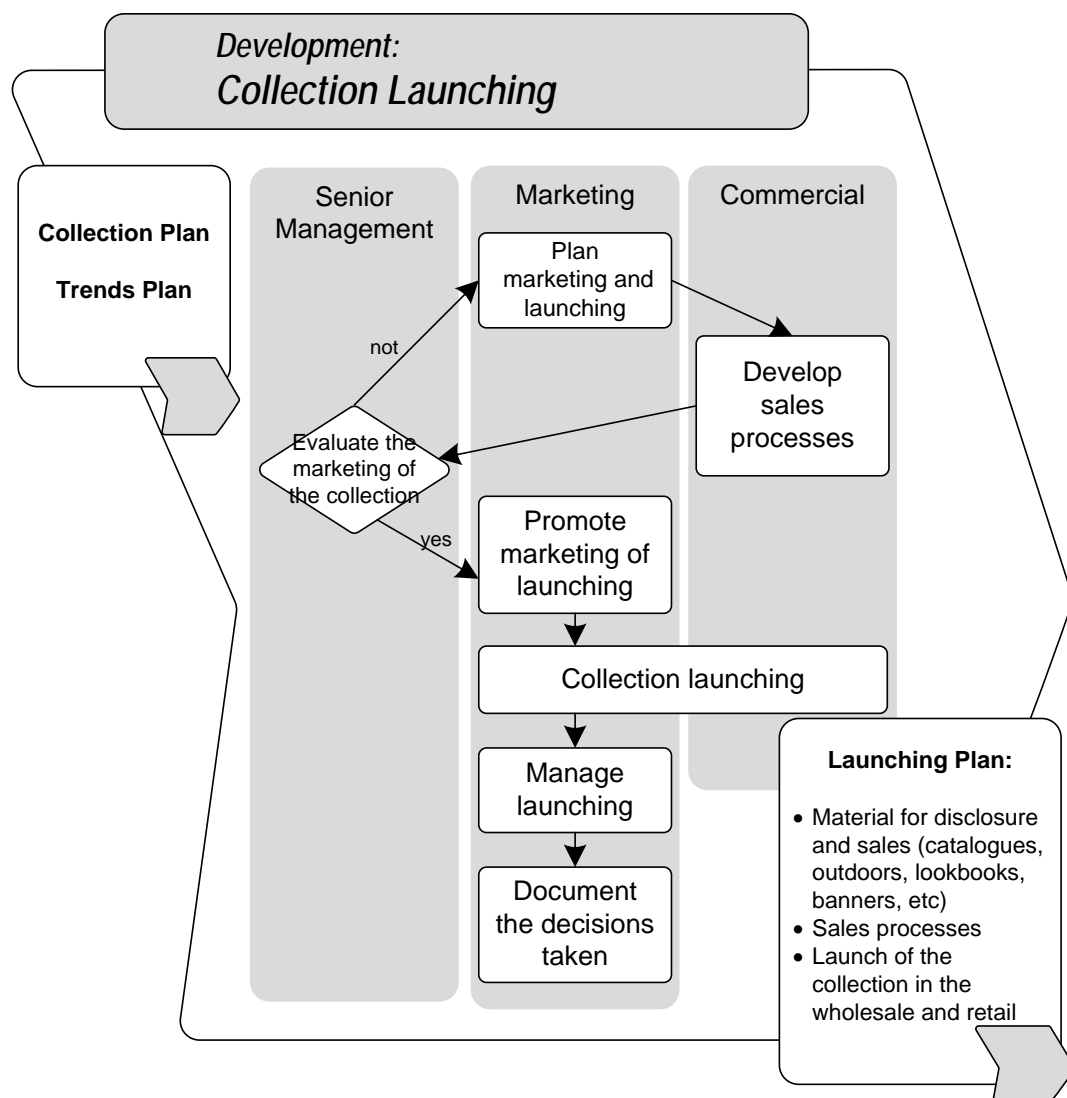 Development:
Collection Launching
Collection Plan
Trends Plan
Senior
Management
Marketing
Commercial
Plan
marketing and
launching
not
Develop
sales
processes
Evaluate the
marketing of
the collection
yes
Promote
marketing of
launching
Collection launching
Manage
launching
Document
the decisions
taken
Launching Plan:
• Material for disclosure
and sales (catalogues,
outdoors, lookbooks,
banners, etc)
• Sales processes
• Launch of the
collection in the
wholesale and retail